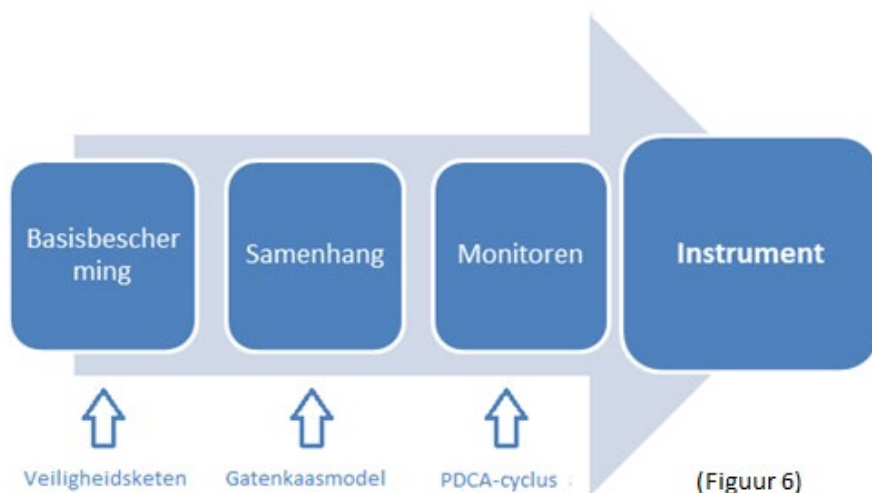 Basisbescher
ming
Samenhang
Monitoren
Instrument
Veiligheidsketen
Gatenkaasmodel
PDCA-cyclus
(Figuur 6)